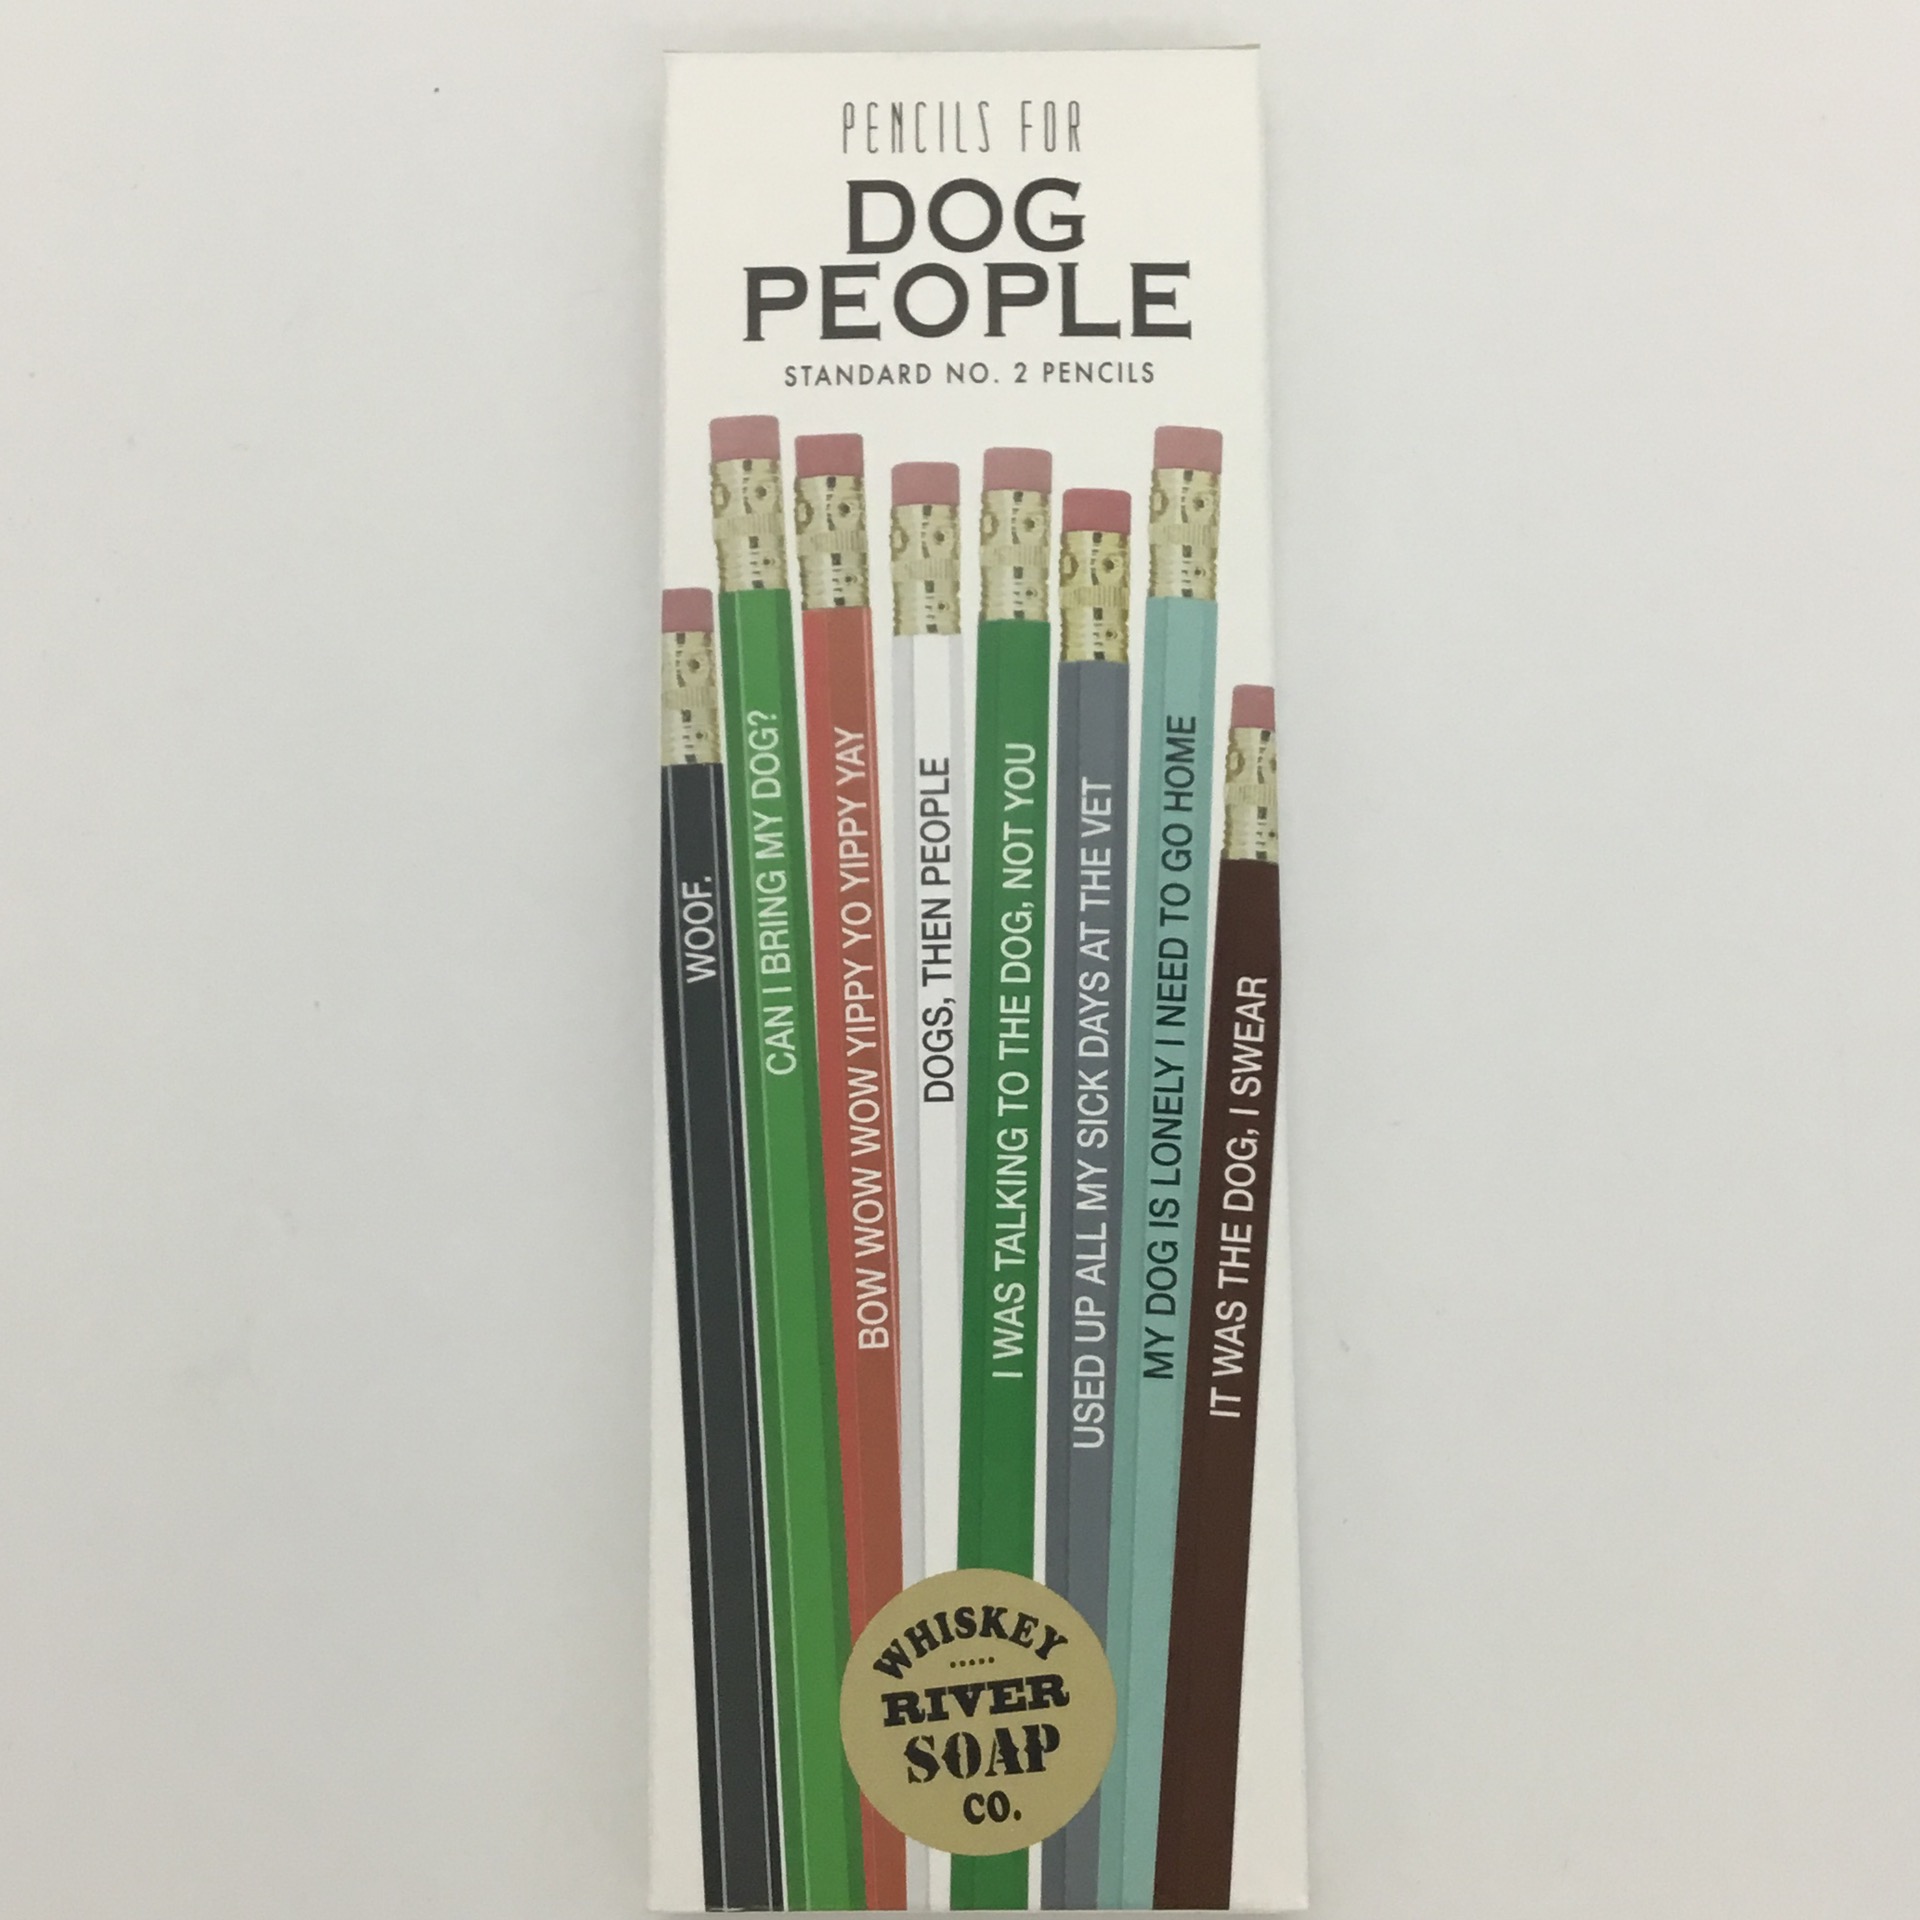 PENCILS FOR
DOG
PEOPLE
STANDARD NO. 2 PENCILS
WOOF.
CAN I BRING MY DOG?
BOW WOW WOW YIPPY YO YIPPY YAY
DOGS, THEN PEOPLE
I WAS TALKING TO THE DOG, NOT YOU
USED UP ALL MY SICK DAYS AT THE VET
MY DOG IS LONELY I NEED TO GO HOME
IT WAS THE DOG, I SWEAR
WHISKEY
RIVER
SOAP
CO.